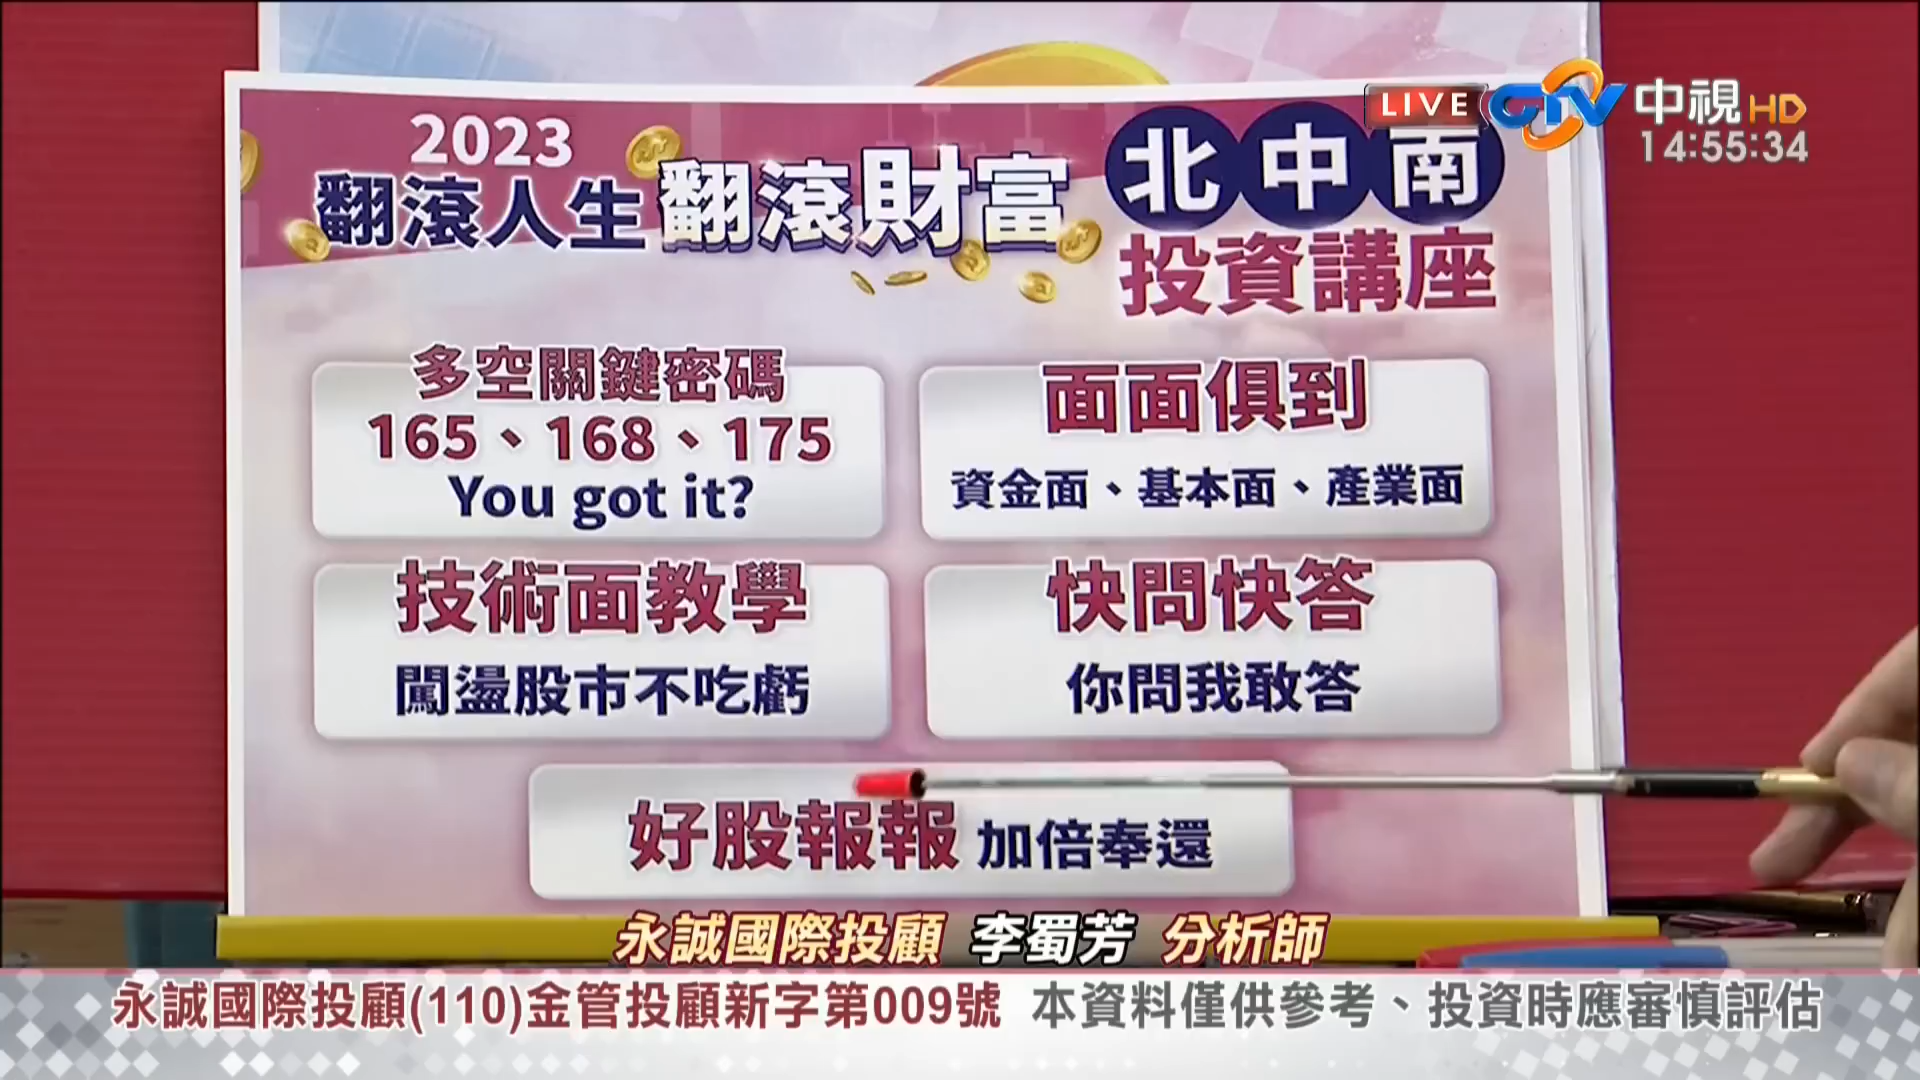 LIVE CTV 中視HD
14:55:34
2023
翻滾人生 翻滾財富
北中南
投資講座
多空關鍵密碼
165、168、175
You got it?
面面俱到
資金面、基本面、產業面
技術面教學
闖盪股市不吃虧
快問快答
你問我敢答
好股報報 加倍奉還
永誠國際投顧 李蜀芳 分析師
永誠國際投顧(110)金管投顧新字第009號 本資料僅供參考、投資時應審慎評估